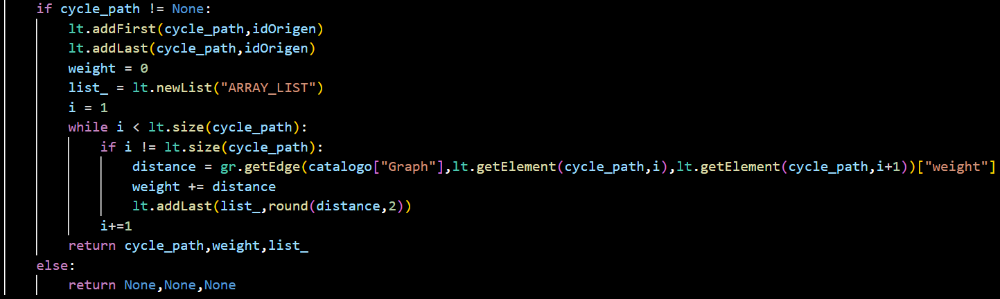 if cycle_path != None:
    lt.addFirst(cycle_path,idOrigen)
    lt.addLast(cycle_path,idOrigen)
    weight = 0
    list_ = lt.newList("ARRAY_LIST")
    i = 1
    while i < lt.size(cycle_path):
        if i != lt.size(cycle_path):
            distance = gr.getEdge(catalogo["Graph"],lt.getElement(cycle_path,i),lt.getElement(cycle_path,i+1))["weight"]
            weight += distance
            lt.addLast(list_,round(distance,2))
        i+=1
    return cycle_path,weight,list_
else:
    return None,None,None